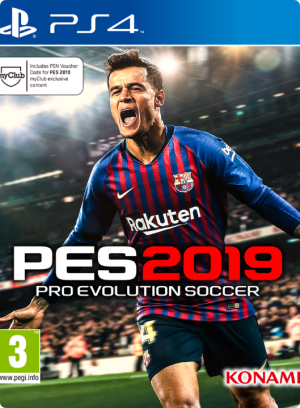 PS4
myClub
Includes PSN Voucher
Code for PES 2019
myClub exclusive
content
Rakuten
PES2019
PRO EVOLUTION SOCCER
3
www.pegi.info
KONAMI